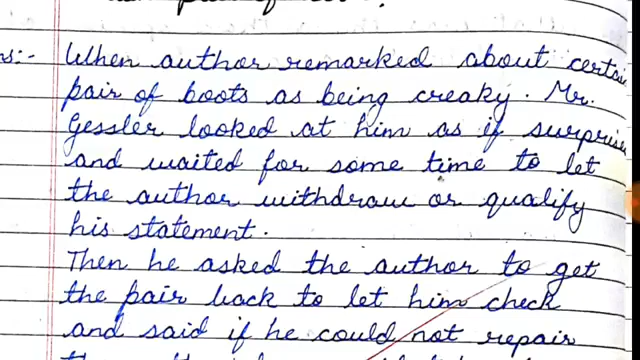 ns:-
When author remarked about certain
pair of boots as being creaky. Mr.
Gessler looked at him as if surprise
and waited for some time to let
the author withdraw or qualify
his statement.
Then he asked the author to get
the pair back to let him check
and said if he could not repair